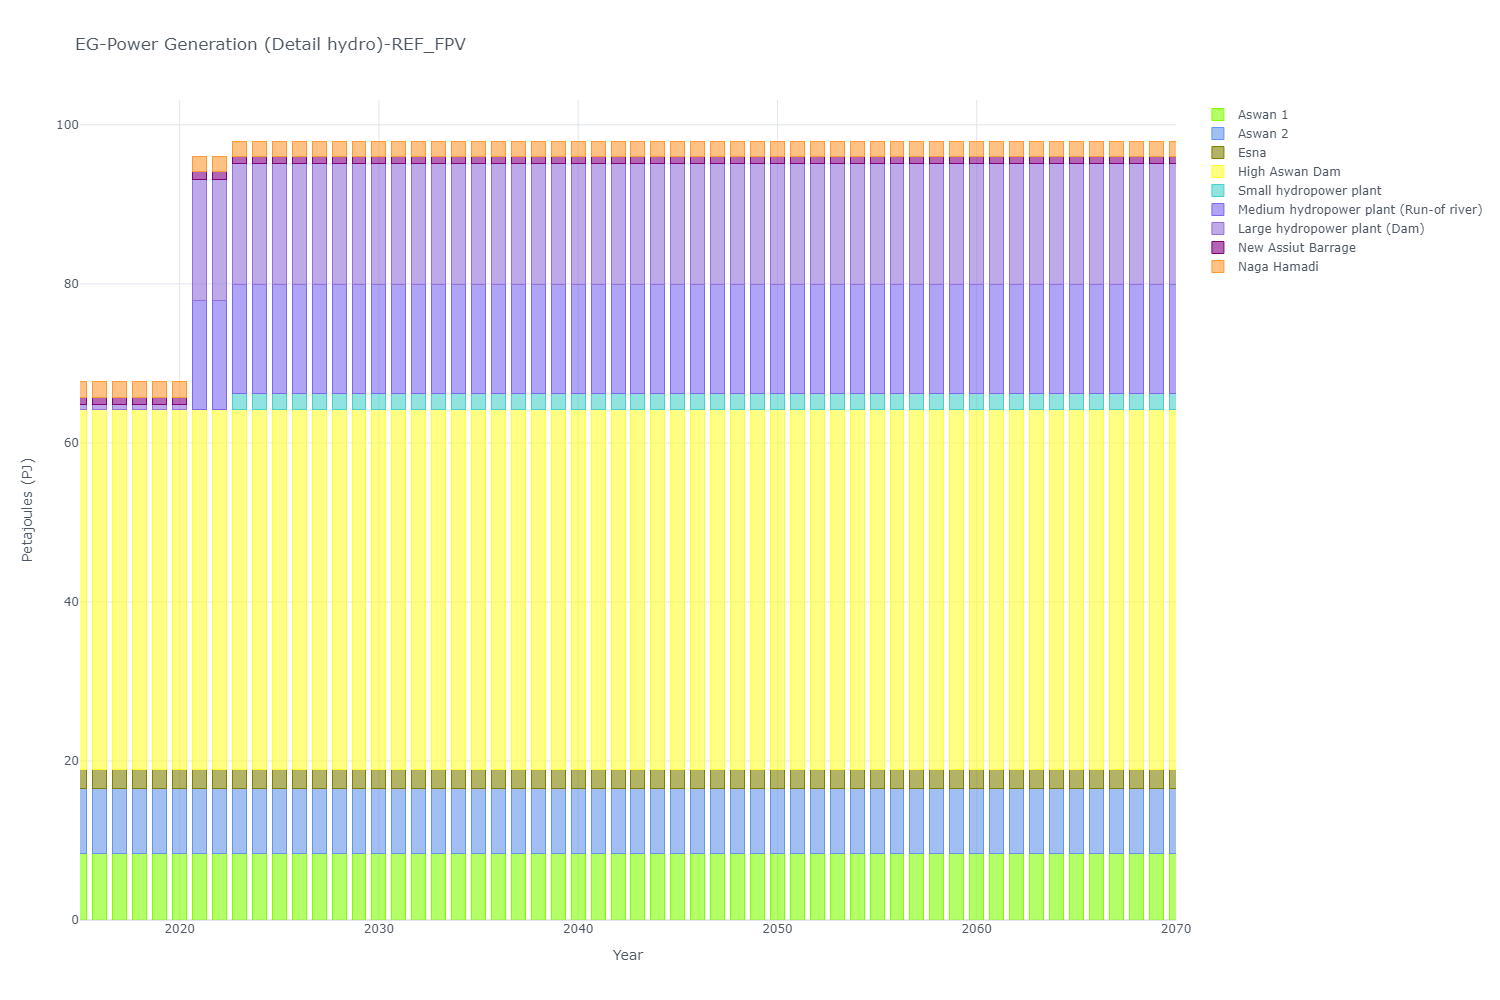 EG-Power Generation (Detail hydro)-REF_FPV
100
80
60
40
20
0
Petajoules (PJ)
2020
2030
2040
2050
2060
2070
Year
Aswan 1
Aswan 2
Esna
High Aswan Dam
Small hydropower plant
Medium hydropower plant (Run-of river)
Large hydropower plant (Dam)
New Assiut Barrage
Naga Hamadi